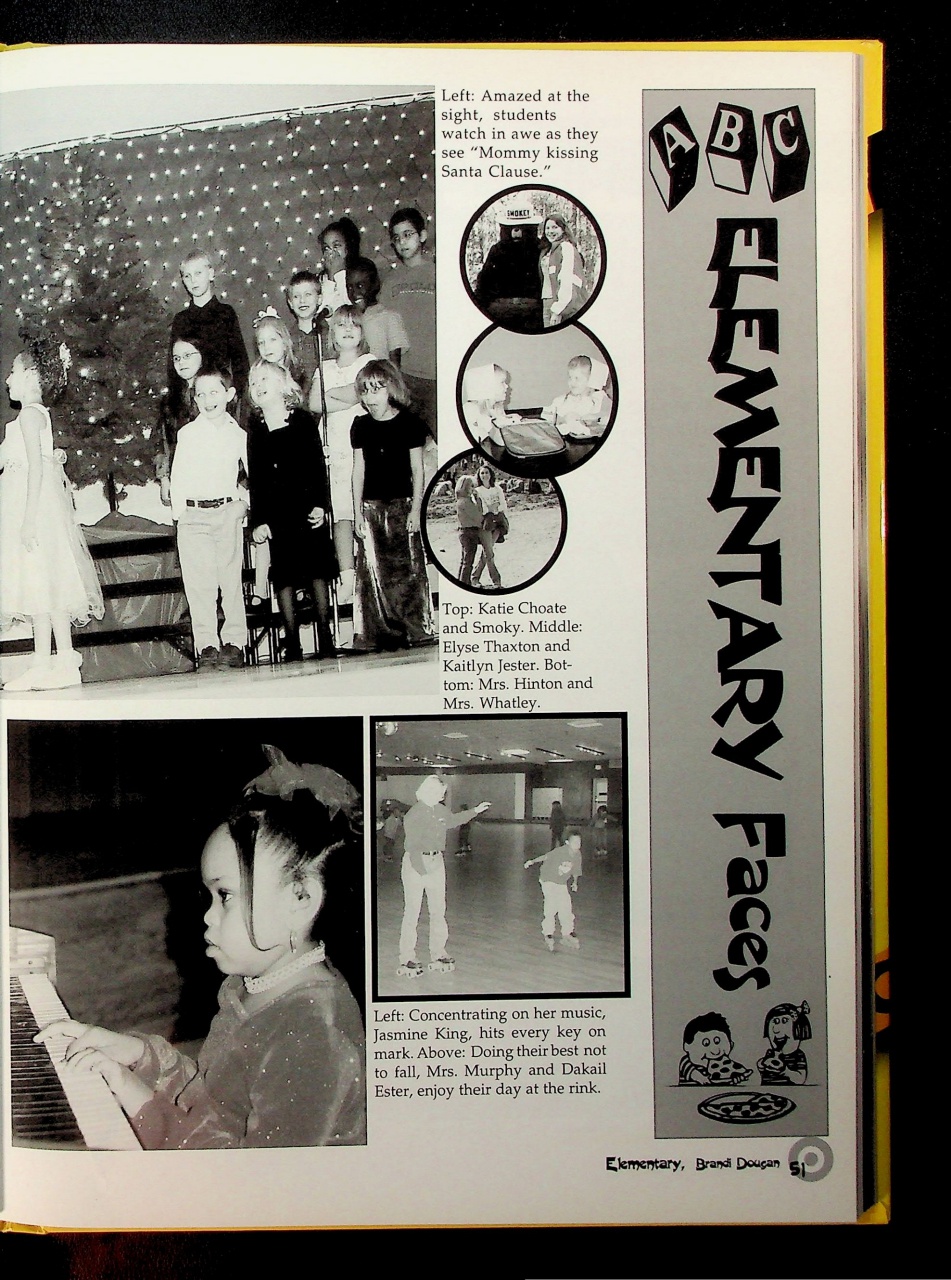 Left: Amazed at the
sight, students
watch in awe as they
see “Mommy kissing
Santa Clause.”
SMOKEY
Top: Katie Choate
and Smoky. Middle:
Elyse Thaxton and
Kaitlyn Jester. Bot-
tom: Mrs. Hinton and
Mrs. Whatley.
Left: Concentrating on her music,
Jasmine King, hits every key on
mark. Above: Doing their best not
to fall, Mrs. Murphy and Dakail
Ester, enjoy their day at the rink.
ABC
ELEMENTARY Faces
Elementary, Brandi Dougan 51